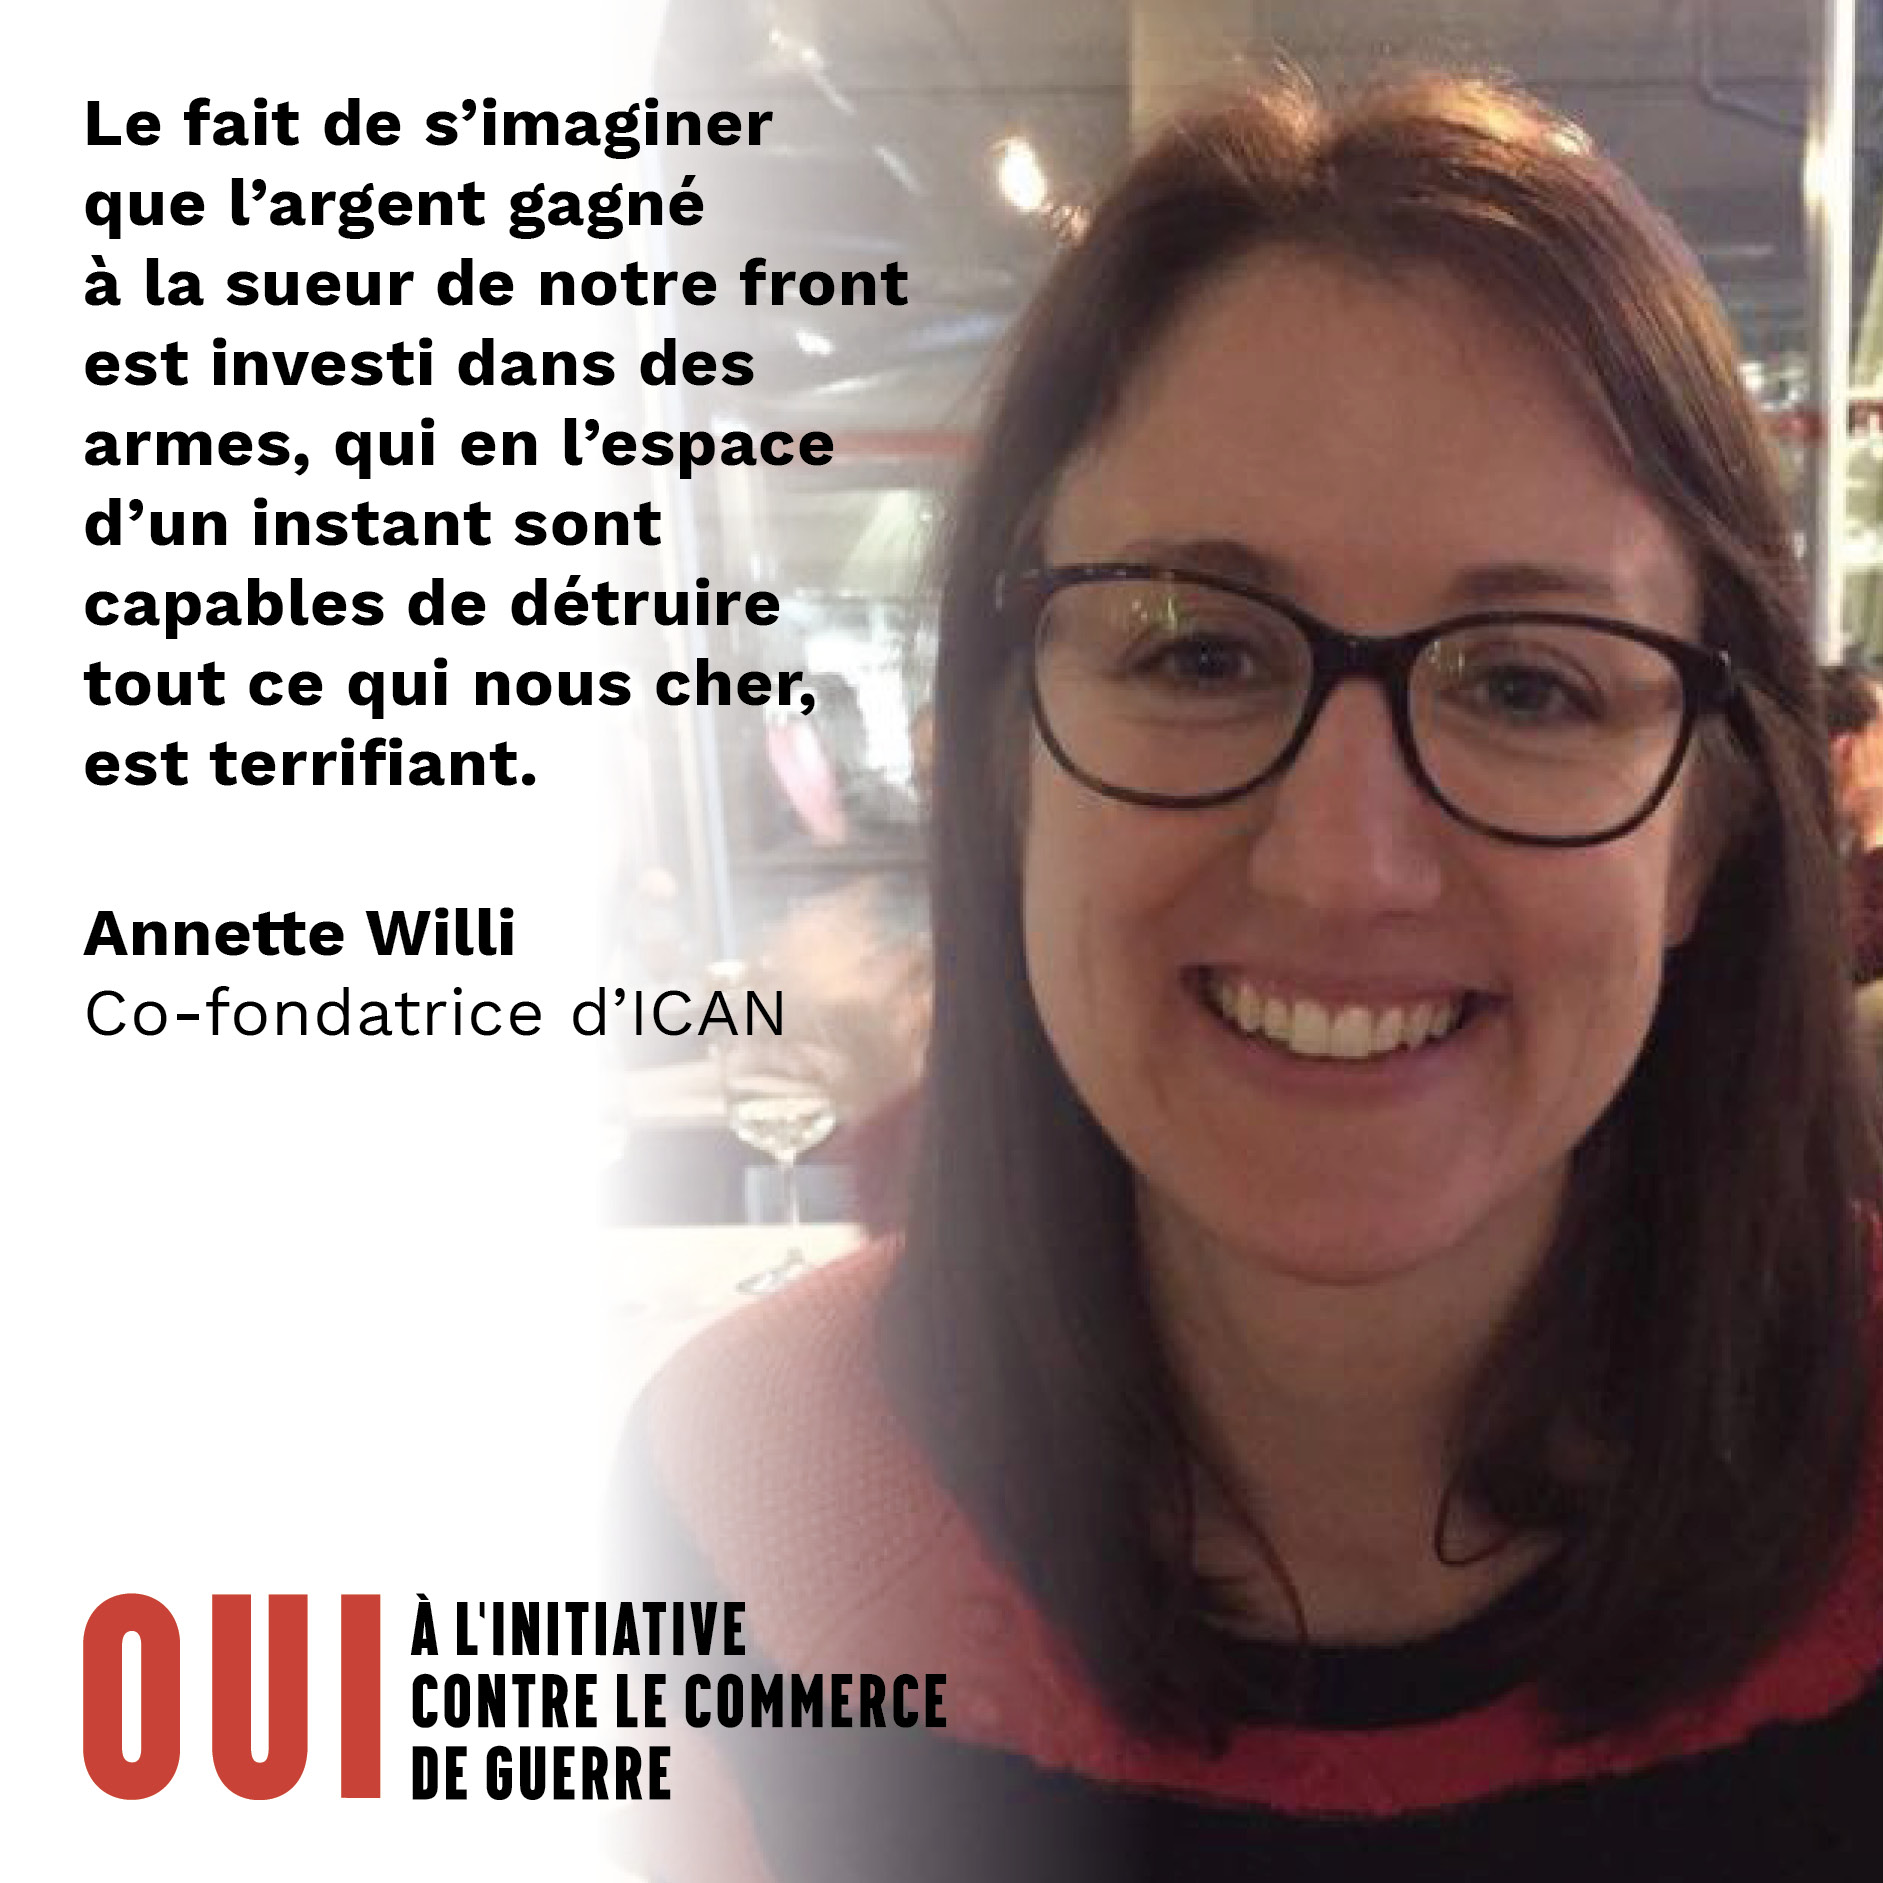 Le fait de s’imaginer
que l’argent gagné
à la sueur de notre front
est investi dans des
armes, qui en l’espace
d’un instant sont
capables de détruire
tout ce qui nous cher,
est terrifiant.
Annette Willi
Co-fondatrice d’ICAN
OUI
À L'INITIATIVE
CONTRE LE COMMERCE
DE GUERRE